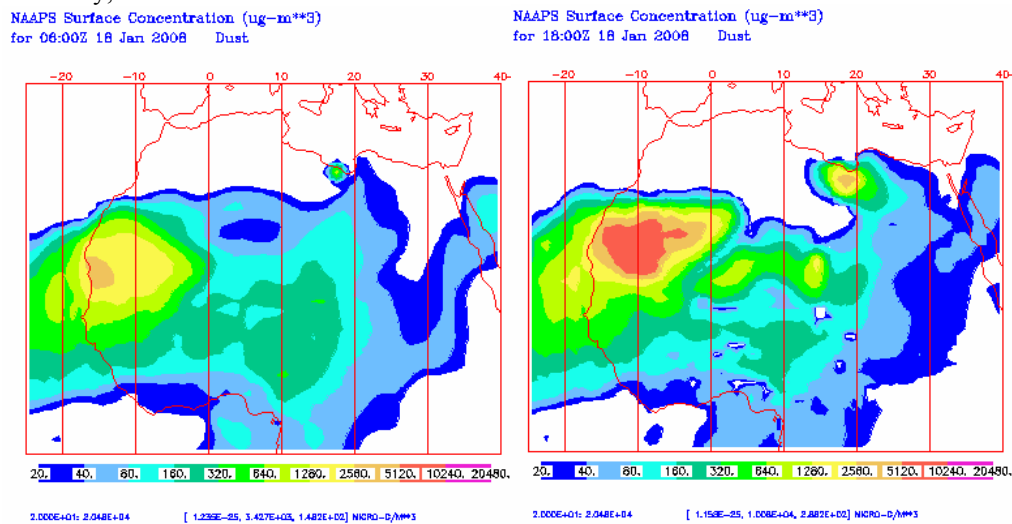 NAAPS Surface Concentration (ug-m**3)
for 06:00Z 18 Jan 2008 Dust
-20 -10 0 10 20 30 40
20. 40. 80. 160. 320. 640. 1280. 2560. 5120. 10240. 20480.
2.000E+01: 2.048E+04 [ 1.235E-25, 3.427E+03, 1.482E+02] MICRO-G/M**3
NAAPS Surface Concentration (ug-m**3)
for 18:00Z 18 Jan 2008 Dust
-20 -10 0 10 20 30 40
20. 40. 80. 160. 320. 640. 1280. 2560. 5120. 10240. 20480.
2.000E+01: 2.048E+04 [ 1.158E-25, 1.008E+04, 2.882E+02] MICRO-G/M**3